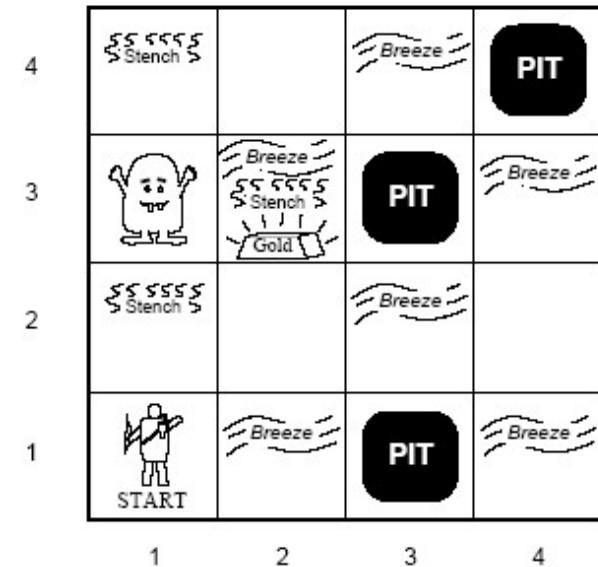 4
Stench
Breeze
PIT
3
Breeze
Stench
Gold
PIT
Breeze
2
Stench
Breeze
1
START
Breeze
PIT
Breeze
1 2 3 4